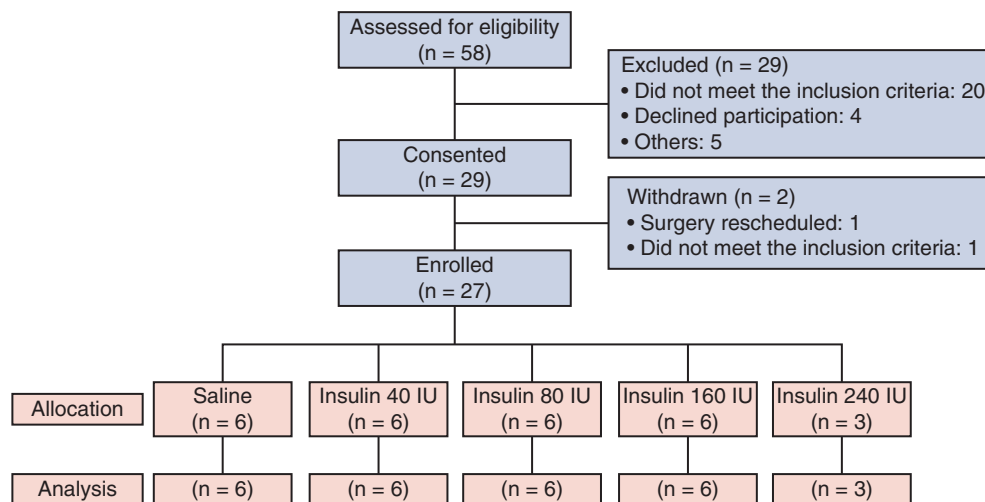 Assessed for eligibility
(n = 58)
Excluded (n = 29)
• Did not meet the inclusion criteria: 20
• Declined participation: 4
• Others: 5
Consented
(n = 29)
Withdrawn (n = 2)
• Surgery rescheduled: 1
• Did not meet the inclusion criteria: 1
Enrolled
(n = 27)
Allocation
Saline
(n = 6)
Insulin 40 IU
(n = 6)
Insulin 80 IU
(n = 6)
Insulin 160 IU
(n = 6)
Insulin 240 IU
(n = 3)
Analysis
(n = 6)
(n = 6)
(n = 6)
(n = 6)
(n = 3)